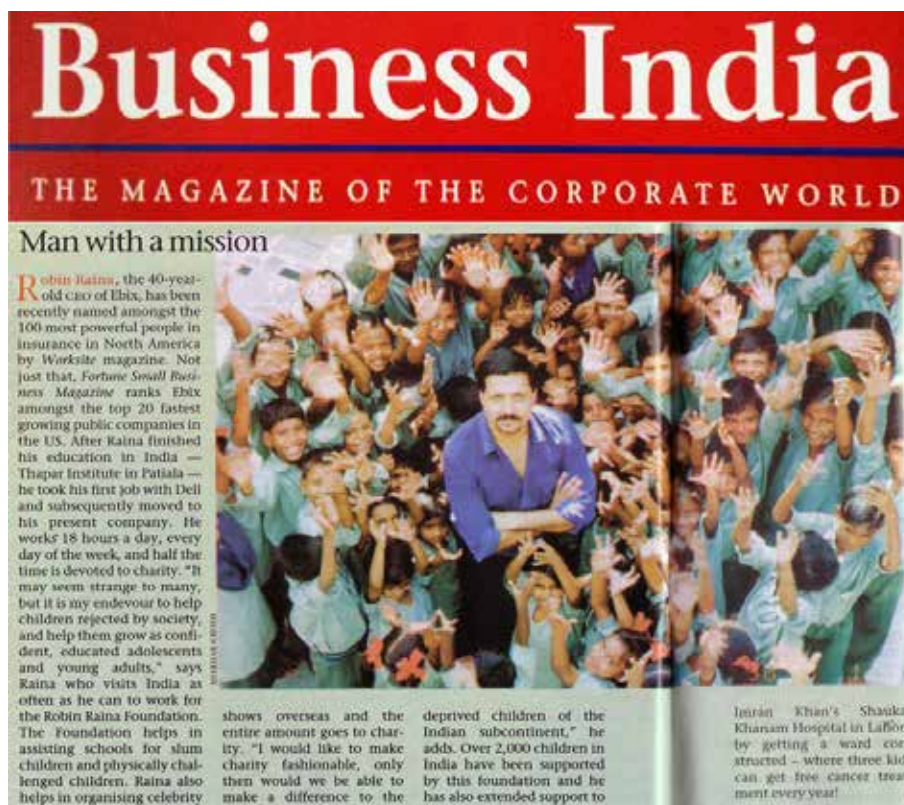 Business India
THE MAGAZINE OF THE CORPORATE WORLD
Man with a mission
Robin Raina, the 40-year-
old CEO of Ebix, has been
recently named amongst the
100 most powerful people in
insurance in North America
by Worksite magazine. Not
just that, Fortune Small Busi-
ness Magazine ranks Ebix
amongst the top 20 fastest
growing public companies in
the US. After Raina finished
his education in India —
Thapar Institute in Patiala —
he took his first job with Dell
and subsequently moved to
his present company. He
works 18 hours a day, every
day of the week, and half the
time is devoted to charity. "It
may seem strange to many,
but it is my endevour to help
children rejected by society,
and help them grow as confi-
dent, educated adolescents
and young adults," says
Raina who visits India as
often as he can to work for
the Robin Raina Foundation.
The Foundation helps in
assisting schools for slum
children and physically chal-
lenged children. Raina also
helps in organising celebrity
shows overseas and the
entire amount goes to char-
ity. "I would like to make
charity fashionable, only
then would we be able to
make a difference to the
deprived children of the
Indian subcontinent," he
adds. Over 2,000 children in
India have been supported
by this foundation and he
has also extended support to
Imran Khan's Shauka
Khanam Hospital in Lahor
by getting a ward con
structed – where three kid
can get free cancer treat
ment every year!